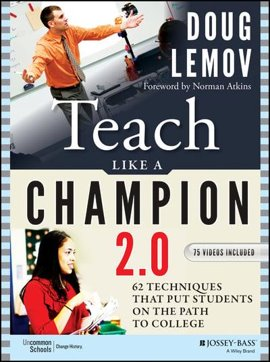 DOUG
LEMOV
Foreword by Norman Atkins
Teach
LIKE A
CHAMPION
2.0
75 VIDEOS INCLUDED
62 TECHNIQUES
THAT PUT STUDENTS
ON THE PATH
TO COLLEGE
Uncommon
Schools
Change History.
JOSSEY-BASS
A Wiley Brand